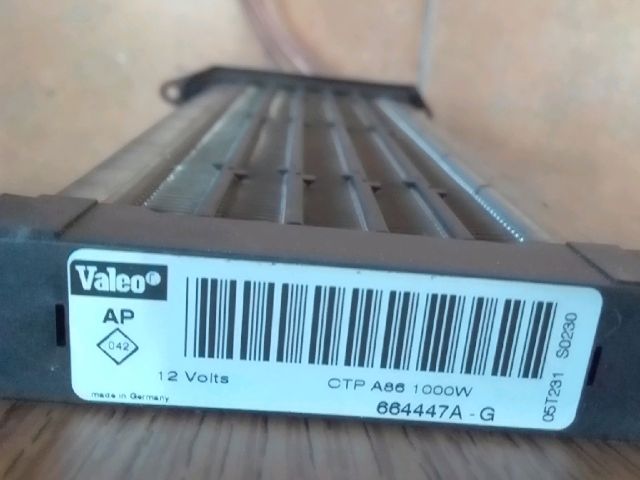 Valeo
AP
042
12 Volts
CTP A86 1000W
made in Germany
664447A - G
05T231 S0230